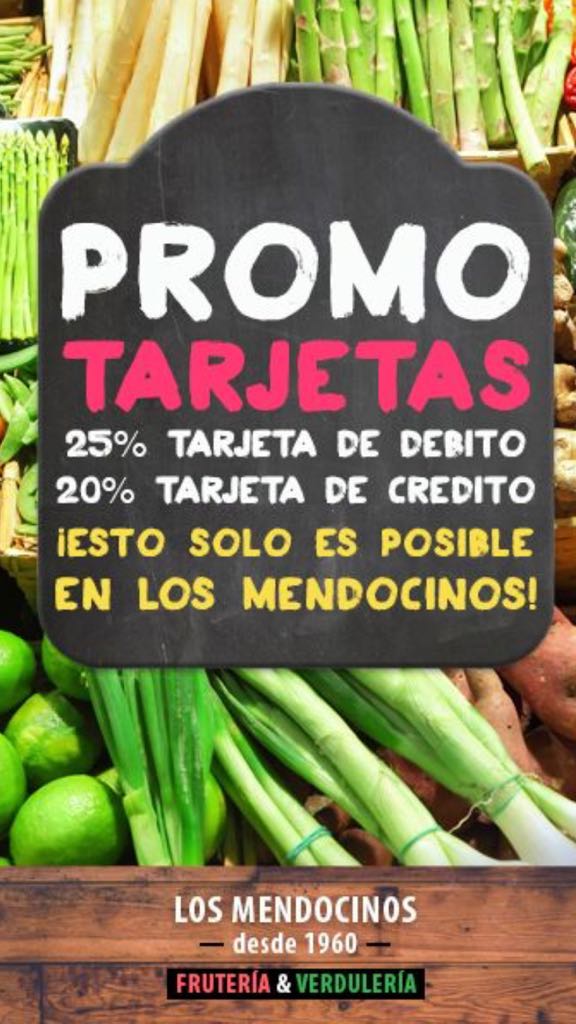 PROMO
TARJETAS
25% TARJETA DE DEBITO
20% TARJETA DE CREDITO
¡ESTO SOLO ES POSIBLE
EN LOS MENDOCINOS!
LOS MENDOCINOS
— desde 1960 —
FRUTERÍA & VERDULERÍA